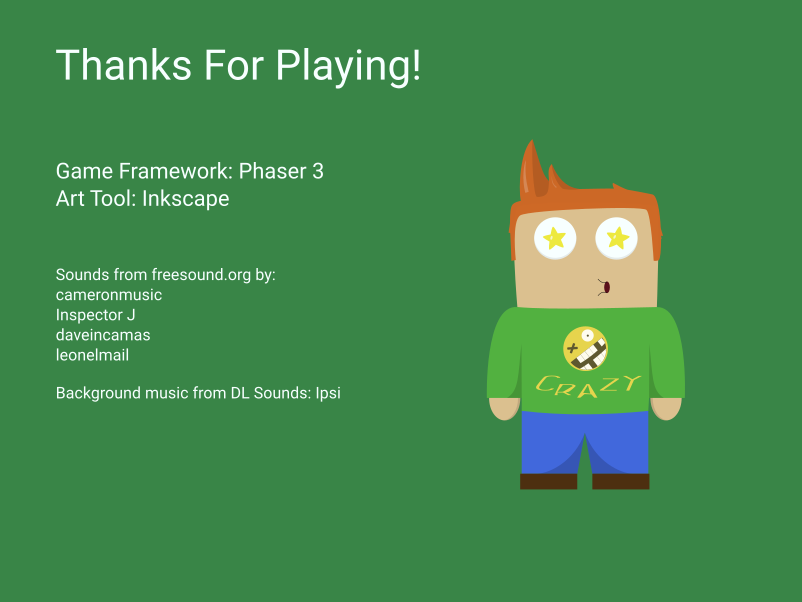 Thanks For Playing!
Game Framework: Phaser 3
Art Tool: Inkscape
Sounds from freesound.org by:
cameronmusic
Inspector J
daveincamas
leonelmail
Background music from DL Sounds: Ipsi
CRAZY